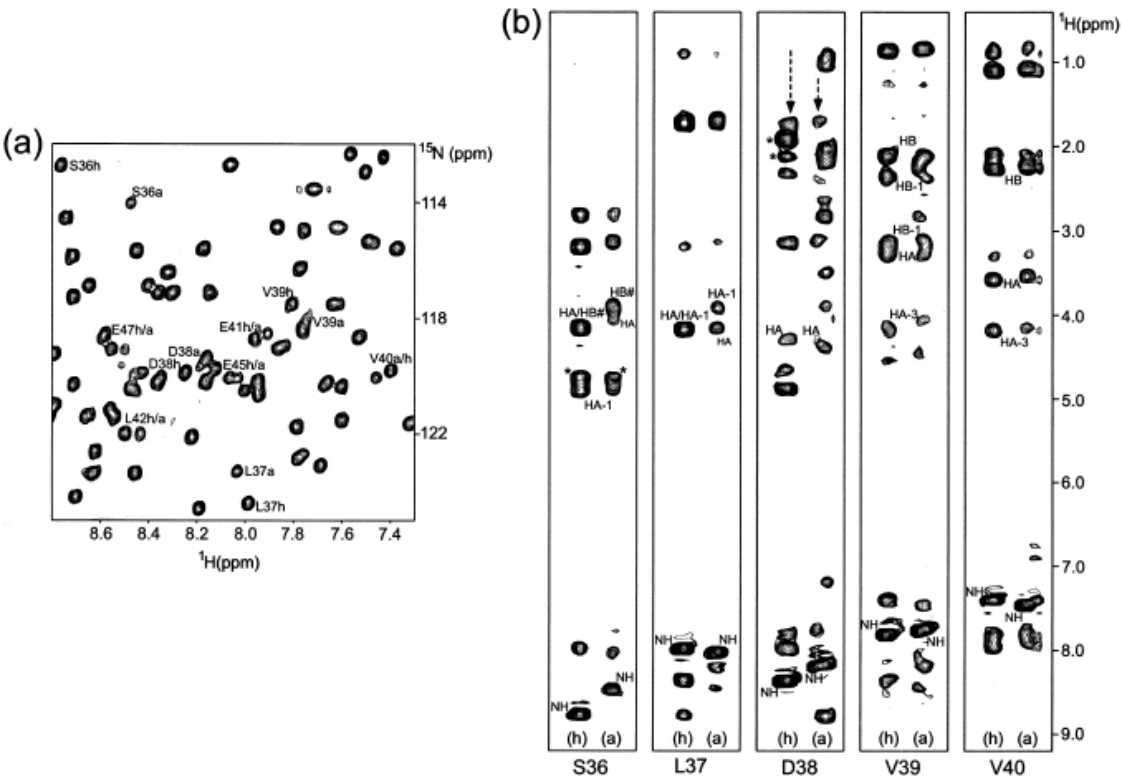 (a)
¹⁵N (ppm)
S36h
S36a
114
V39h
V39a
118
E47h/a
E41h/a
D38a
V40a/h
D38h
E45h/a
L42h/a
122
L37a
L37h
8.6 8.4 8.2 8.0 7.8 7.6 7.4
¹H(ppm)
(b)
¹H(ppm)
1.0
2.0
3.0
4.0
5.0
6.0
7.0
8.0
9.0
HB#
HA/HB#
HA
*
*
HA-1
NH
NH
(h) (a)
S36
HA-1
HA/HA-1
HA
NH
NH
(h) (a)
L37
*
*
HA
HA
NH
NH
(h) (a)
D38
HB
HB-1
HB-1
HA
HA-3
NH
NH
(h) (a)
V39
HB
HA
HA-3
NH
NH
(h) (a)
V40